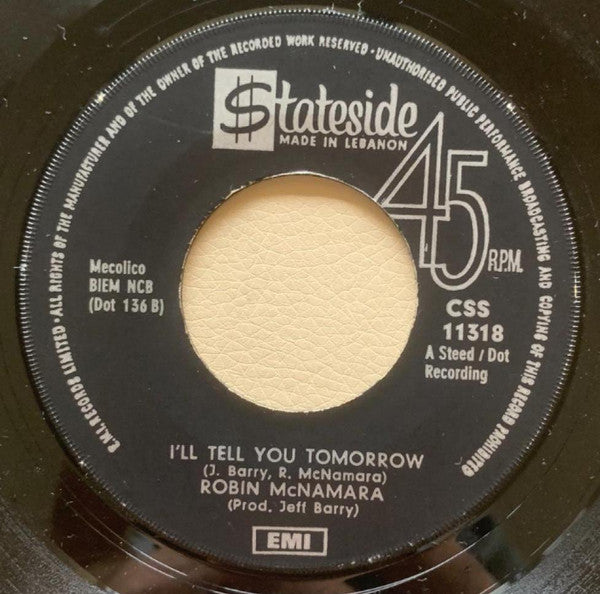 E.M.I. RECORDS LIMITED · ALL RIGHTS OF THE MANUFACTURER AND OF THE OWNER OF THE RECORDED WORK RESERVED · UNAUTHORISED PUBLIC PERFORMANCE BROADCASTING AND COPYING OF THIS RECORD PROHIBITED
$tateside
MADE IN LEBANON
45
R.P.M.
Mecolico
BIEM NCB
(Dot 136 B)
CSS
11318
A Steed / Dot
Recording
I'LL TELL YOU TOMORROW
(J. Barry, R. McNamara)
ROBIN McNAMARA
(Prod. Jeff Barry)
EMI